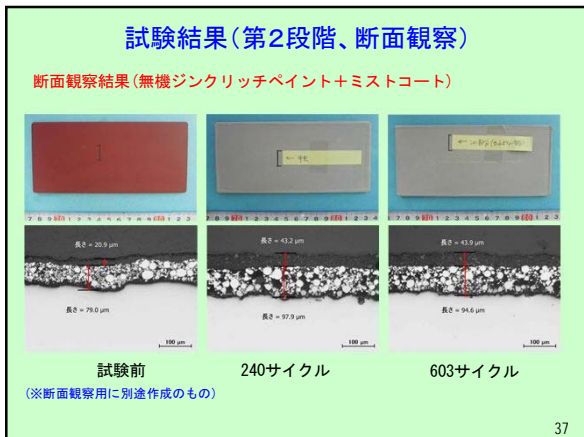 試験結果(第2段階、断面観察)
断面観察結果(無機ジンクリッチペイント+ミストコート)
← 中央
長さ = 20.9 μm
長さ = 79.0 μm
100 μm
長さ = 43.2 μm
長さ = 97.9 μm
100 μm
長さ = 43.9 μm
長さ = 94.6 μm
100 μm
試験前
240サイクル
603サイクル
(※断面観察用に別途作成のもの)
37